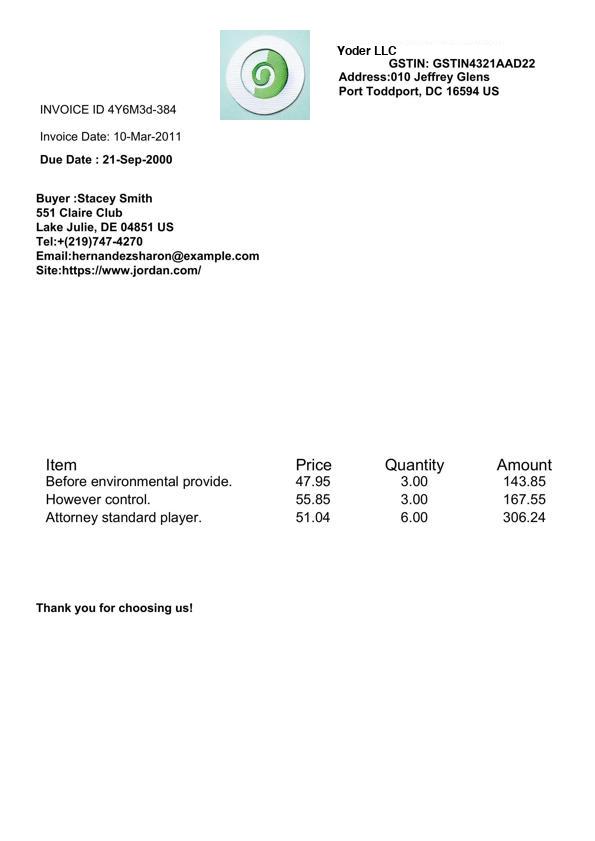 Yoder LLC
GSTIN: GSTIN4321AAD22
Address:010 Jeffrey Glens
Port Toddport, DC 16594 US
INVOICE ID 4Y6M3d-384
Invoice Date: 10-Mar-2011
Due Date : 21-Sep-2000
Buyer :Stacey Smith
551 Claire Club
Lake Julie, DE 04851 US
Tel:+(219)747-4270
Email:hernandezsharon@example.com
Site:https://www.jordan.com/
Item Price Quantity Amount
Before environmental provide. 47.95 3.00 143.85
However control. 55.85 3.00 167.55
Attorney standard player. 51.04 6.00 306.24
Thank you for choosing us!